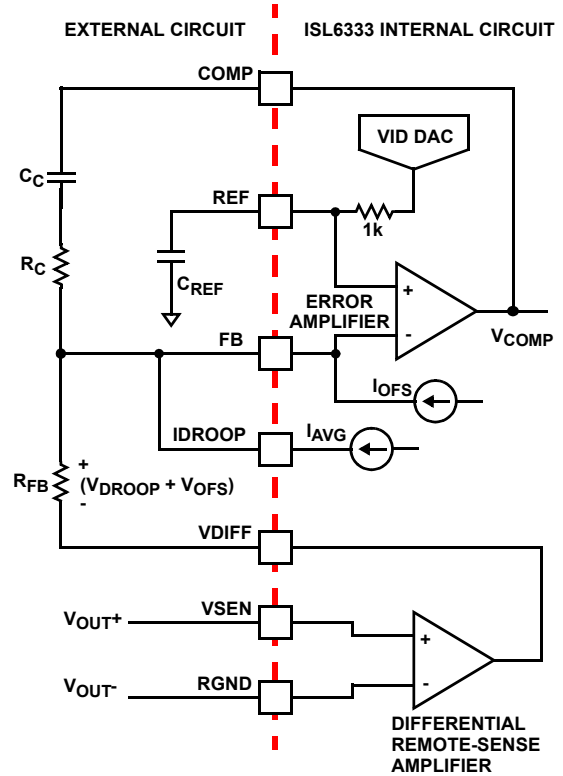 EXTERNAL CIRCUIT
ISL6333 INTERNAL CIRCUIT
COMP
VID DAC
CC
REF
1k
RC
CREF
ERROR
AMPLIFIER
+
-
VCOMP
FB
IOFS
IDROOP
IAVG
RFB
+
(VDROOP + VOFS)
-
VDIFF
VOUT+
VSEN
+
VOUT-
RGND
-
DIFFERENTIAL
REMOTE-SENSE
AMPLIFIER